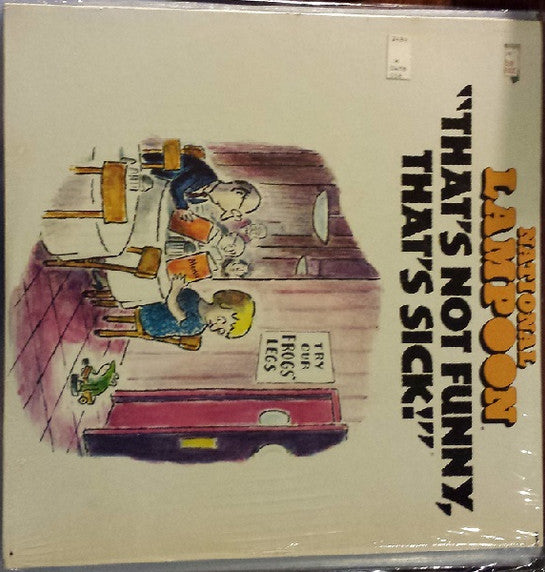 NATIONAL
LAMPOON
"THAT'S NOT FUNNY,
THAT'S SICK!"
TRY
OUR
FROGS'
LEGS